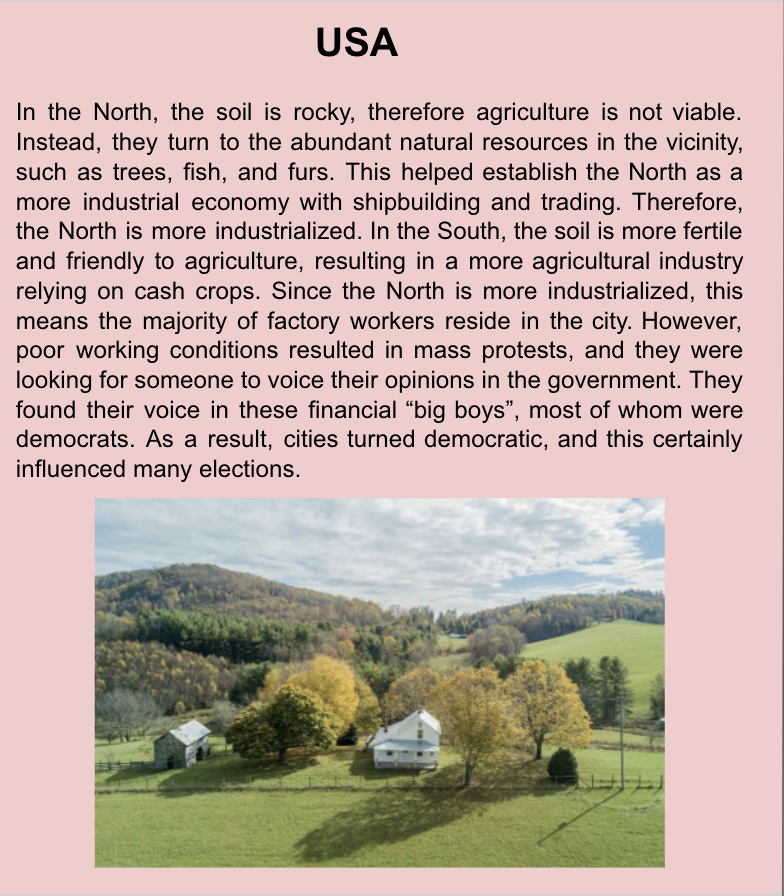 USA
In the North, the soil is rocky, therefore agriculture is not viable.
Instead, they turn to the abundant natural resources in the vicinity,
such as trees, fish, and furs. This helped establish the North as a
more industrial economy with shipbuilding and trading. Therefore,
the North is more industrialized. In the South, the soil is more fertile
and friendly to agriculture, resulting in a more agricultural industry
relying on cash crops. Since the North is more industrialized, this
means the majority of factory workers reside in the city. However,
poor working conditions resulted in mass protests, and they were
looking for someone to voice their opinions in the government. They
found their voice in these financial “big boys”, most of whom were
democrats. As a result, cities turned democratic, and this certainly
influenced many elections.